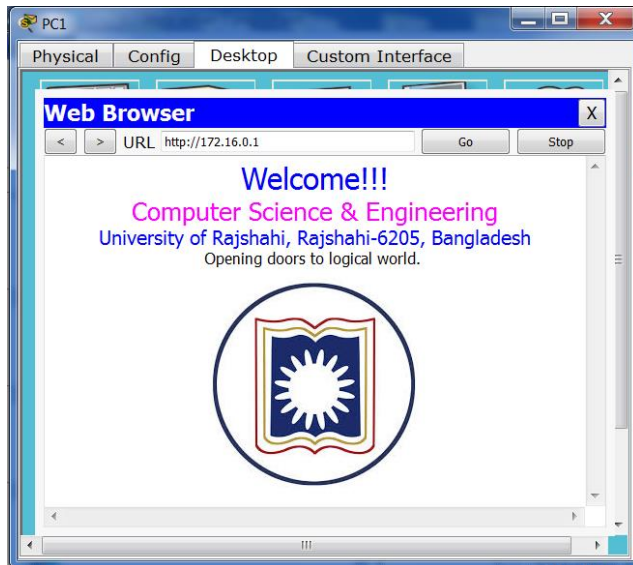 PC1
Physical Config Desktop Custom Interface
Web Browser X
< > URL http://172.16.0.1 Go Stop
Welcome!!!
Computer Science & Engineering
University of Rajshahi, Rajshahi-6205, Bangladesh
Opening doors to logical world.